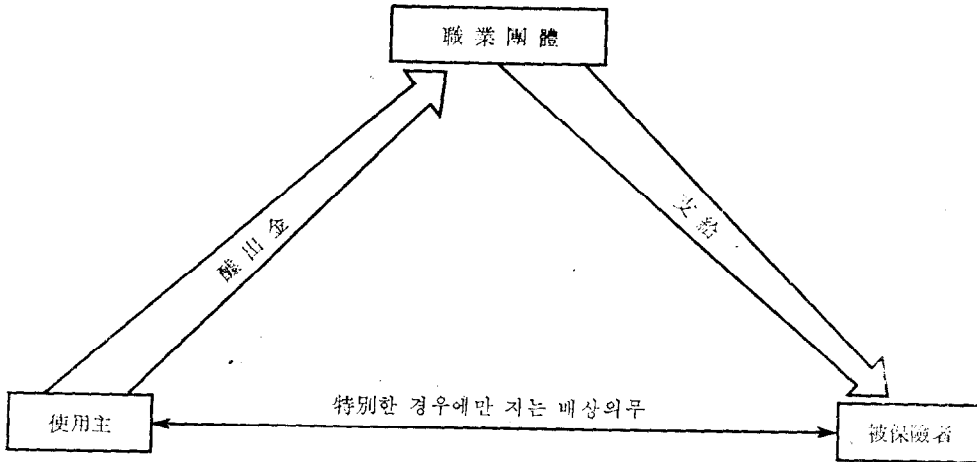 職業團體
醵出金
支給
特別한 경우에만 지는 배상의무
使用主
被保險者